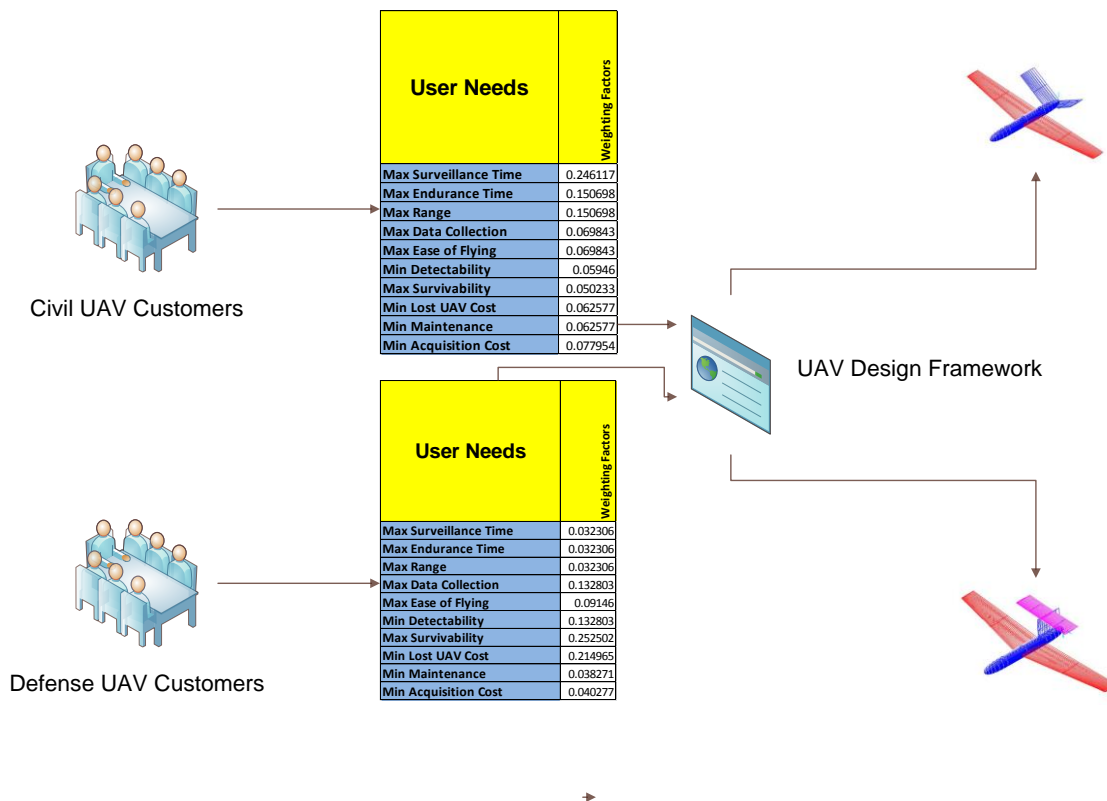 User Needs Weighting Factors
Max Surveillance Time 0.246117
Max Endurance Time 0.150698
Max Range 0.150698
Max Data Collection 0.069843
Max Ease of Flying 0.069843
Min Detectability 0.05946
Max Survivability 0.050233
Min Lost UAV Cost 0.062577
Min Maintenance 0.062577
Min Acquisition Cost 0.077954
Civil UAV Customers
UAV Design Framework
User Needs Weighting Factors
Max Surveillance Time 0.032306
Max Endurance Time 0.032306
Max Range 0.032306
Max Data Collection 0.132803
Max Ease of Flying 0.09146
Min Detectability 0.132803
Max Survivability 0.252502
Min Lost UAV Cost 0.214965
Min Maintenance 0.038271
Min Acquisition Cost 0.040277
Defense UAV Customers